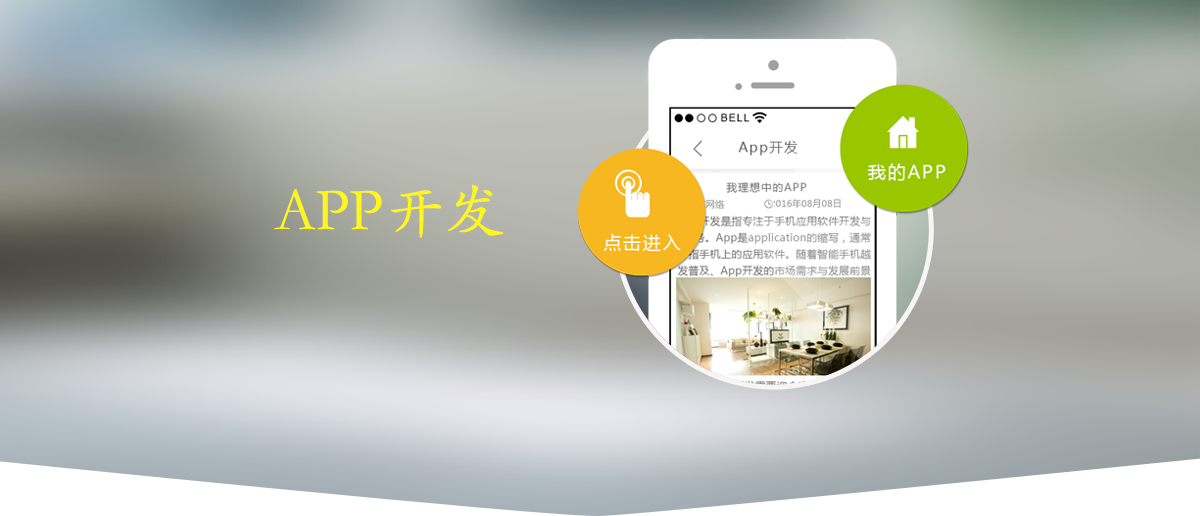 APP开发
BELL
App开发
我的APP
我理想中的APP
网络 016年08月08日
点击进入
开发是指专注于手机应用软件开发与
。App是application的缩写，通常
指手机上的应用软件。随着智能手机越
发普及、App开发的市场需求与发展前景